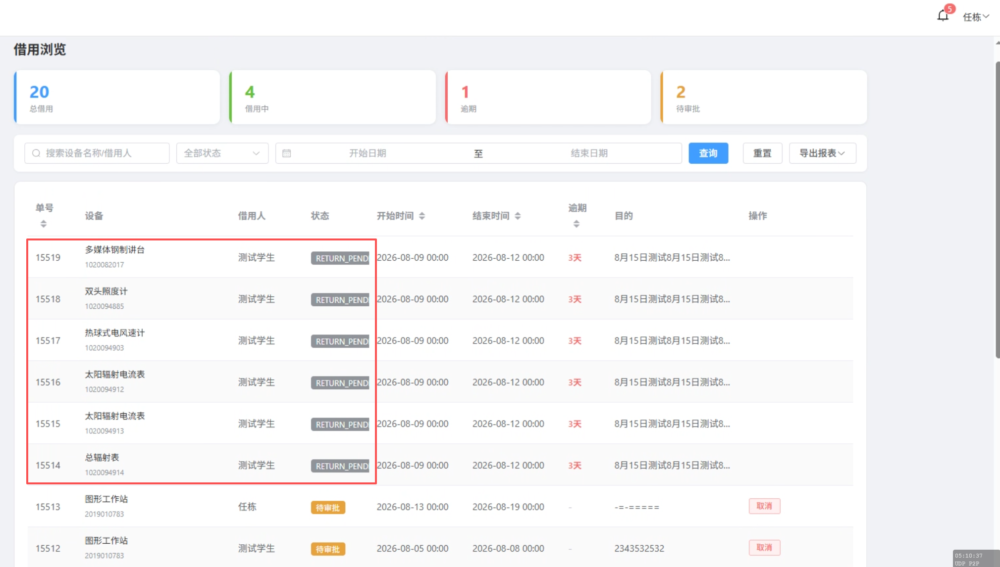 5
任栋
借用浏览
20
总借用
4
借用中
1
逾期
2
待审批
搜索设备名称/借用人
全部状态
开始日期 至 结束日期
查询
重置
导出报表
单号 设备 借用人 状态 开始时间 结束时间 逾期 目的 操作
15519 多媒体钢制讲台 测试学生 RETURN_PEND 2026-08-09 00:00 2026-08-12 00:00 3天 8月15日测试8月15日测试8...
1020082017
15518 双头照度计 测试学生 RETURN_PEND 2026-08-09 00:00 2026-08-12 00:00 3天 8月15日测试8月15日测试8...
1020094885
15517 热球式电风速计 测试学生 RETURN_PEND 2026-08-09 00:00 2026-08-12 00:00 3天 8月15日测试8月15日测试8...
1020094903
15516 太阳辐射电流表 测试学生 RETURN_PEND 2026-08-09 00:00 2026-08-12 00:00 3天 8月15日测试8月15日测试8...
1020094912
15515 太阳辐射电流表 测试学生 RETURN_PEND 2026-08-09 00:00 2026-08-12 00:00 3天 8月15日测试8月15日测试8...
1020094913
15514 总辐射表 测试学生 RETURN_PEND 2026-08-09 00:00 2026-08-12 00:00 3天 8月15日测试8月15日测试8...
1020094914
15513 图形工作站 任栋 待审批 2026-08-13 00:00 2026-08-19 00:00 - -=-===== 取消
2019010783
15512 图形工作站 测试学生 待审批 2026-08-05 00:00 2026-08-08 00:00 - 2343532532 取消
2019010783
05:10:37
UDP P2P